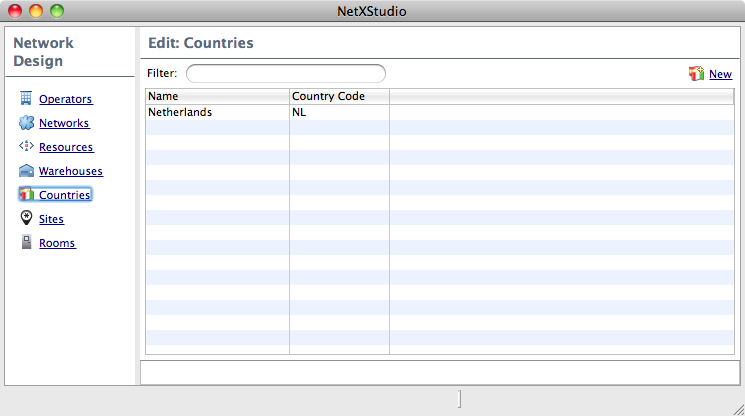 NetXStudio
Network
Design
Operators
Networks
Resources
Warehouses
Countries
Sites
Rooms
Edit: Countries
Filter:
New
Name Country Code
Netherlands NL